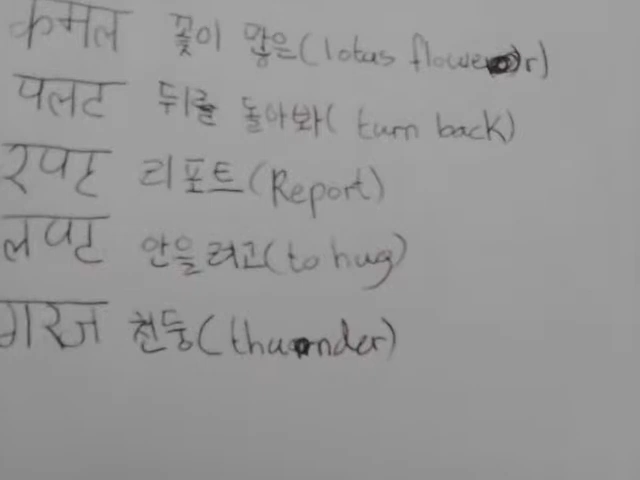 कमल 꽃이 많은(lotus flower)
पलट 뒤를 돌아봐(turn back)
रपट 리포트(Report)
लपट 안을려고(to hug)
गरज 천둥(thunder)